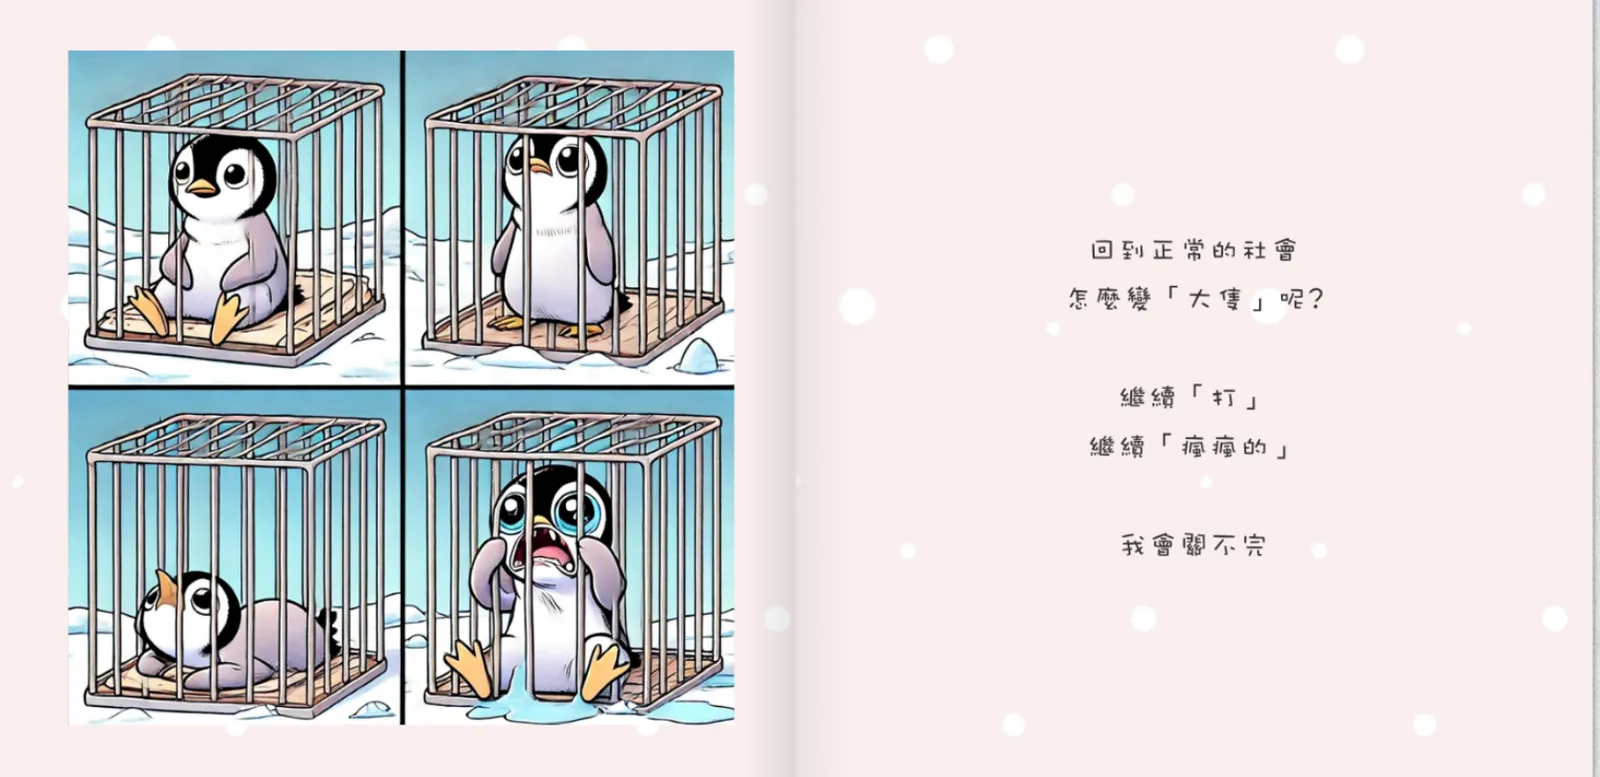 回到正常的社會
怎麼變「大隻」呢?
繼續「打」
繼續「瘋瘋的」
我會關不完